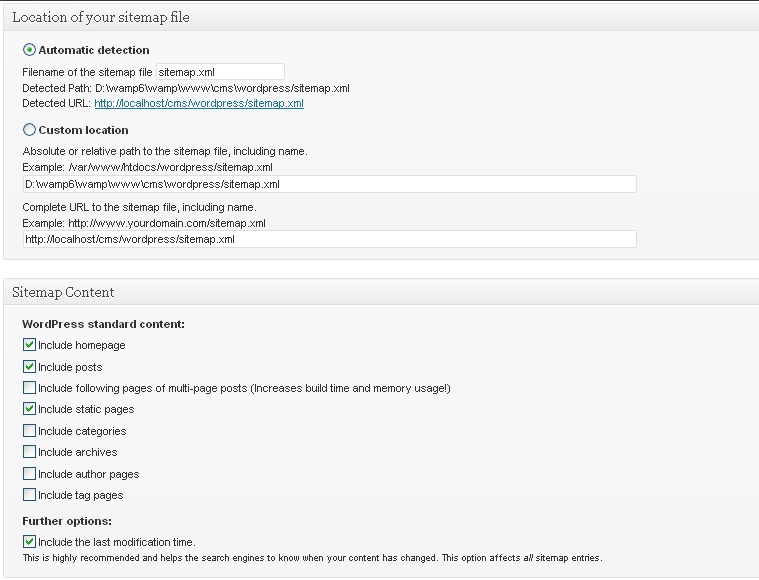 Location of your sitemap file
Automatic detection
Filename of the sitemap file sitemap.xml
Detected Path: D:\wamp6\wamp\www\cms\wordpress/sitemap.xml
Detected URL: http://localhost/cms/wordpress/sitemap.xml
Custom location
Absolute or relative path to the sitemap file, including name.
Example: /var/www/htdocs/wordpress/sitemap.xml
D:\wamp6\wamp\www\cms\wordpress/sitemap.xml
Complete URL to the sitemap file, including name.
Example: http://www.yourdomain.com/sitemap.xml
http://localhost/cms/wordpress/sitemap.xml
Sitemap Content
WordPress standard content:
Include homepage
Include posts
Include following pages of multi-page posts (Increases build time and memory usage!)
Include static pages
Include categories
Include archives
Include author pages
Include tag pages
Further options:
Include the last modification time.
This is highly recommended and helps the search engines to know when your content has changed. This option affects all sitemap entries.